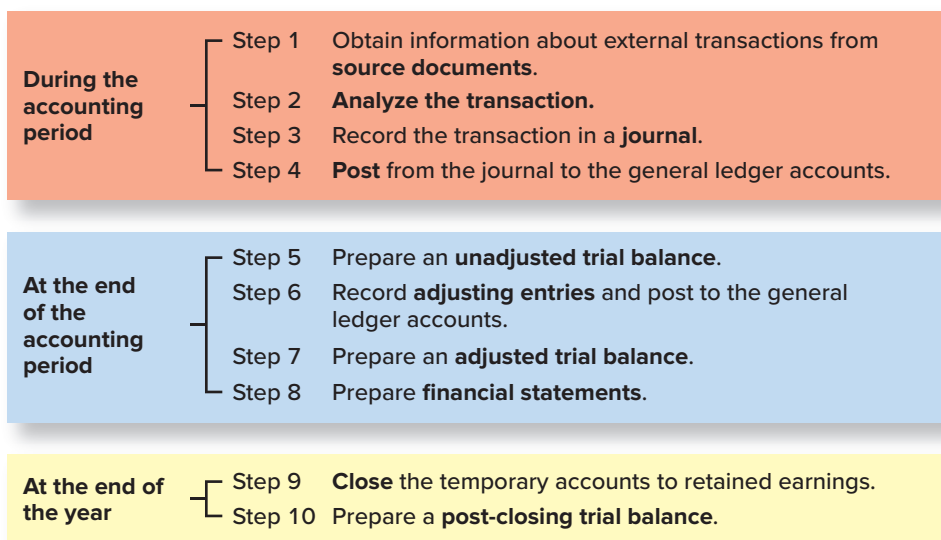 During the
accounting
period
Step 1 Obtain information about external transactions from
source documents.
Step 2 Analyze the transaction.
Step 3 Record the transaction in a journal.
Step 4 Post from the journal to the general ledger accounts.
At the end
of the
accounting
period
Step 5 Prepare an unadjusted trial balance.
Step 6 Record adjusting entries and post to the general
ledger accounts.
Step 7 Prepare an adjusted trial balance.
Step 8 Prepare financial statements.
At the end of
the year
Step 9 Close the temporary accounts to retained earnings.
Step 10 Prepare a post-closing trial balance.